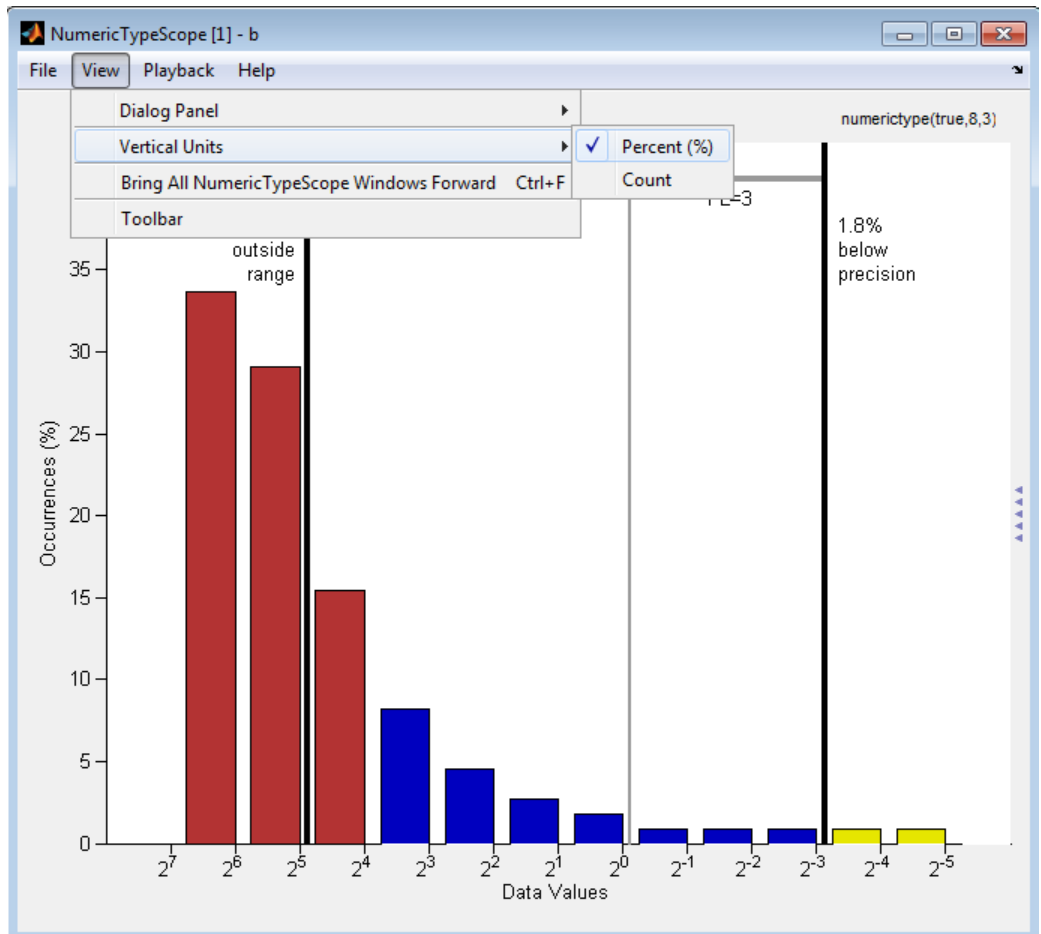 NumericTypeScope [1] - b
File View Playback Help
Dialog Panel
Vertical Units
Bring All NumericTypeScope Windows Forward Ctrl+F
Toolbar
Percent (%)
Count
numerictype(true,8,3)
outside
range
1.8%
below
precision
35
30
25
20
15
10
5
0
Occurrences (%)
2^7 2^6 2^5 2^4 2^3 2^2 2^1 2^0 2^-1 2^-2 2^-3 2^-4 2^-5
Data Values